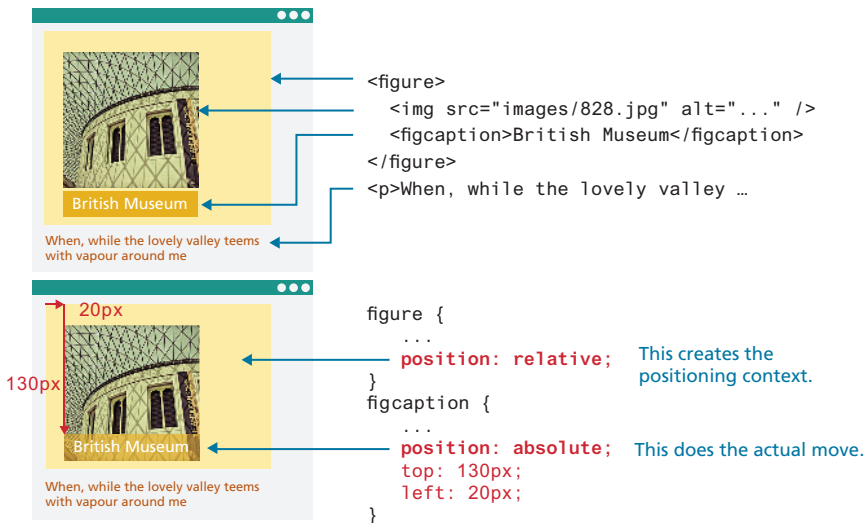 <figure>
<img src="images/828.jpg" alt="..." />
<figcaption>British Museum</figcaption>
</figure>
<p>When, while the lovely valley …
British Museum
When, while the lovely valley teems
with vapour around me
20px
130px
British Museum
When, while the lovely valley teems
with vapour around me
figure {
...
position: relative;
}
This creates the
positioning context.
figcaption {
...
position: absolute;
top: 130px;
left: 20px;
}
This does the actual move.